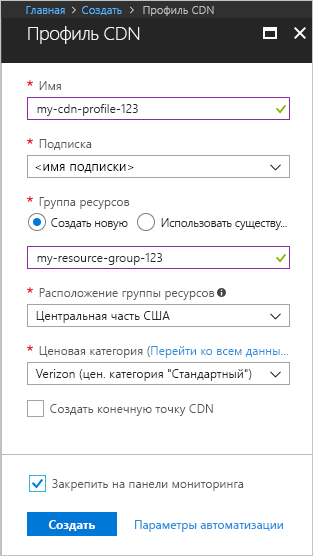 Главная > Создать > Профиль CDN
Профиль CDN
* Имя
my-cdn-profile-123
* Подписка
<имя подписки>
* Группа ресурсов
Создать новую Использовать существу...
my-resource-group-123
* Расположение группы ресурсов
Центральная часть США
* Ценовая категория (Перейти ко всем данны...
Verizon (цен. категория "Стандартный")
Создать конечную точку CDN
Закрепить на панели мониторинга
Создать Параметры автоматизации